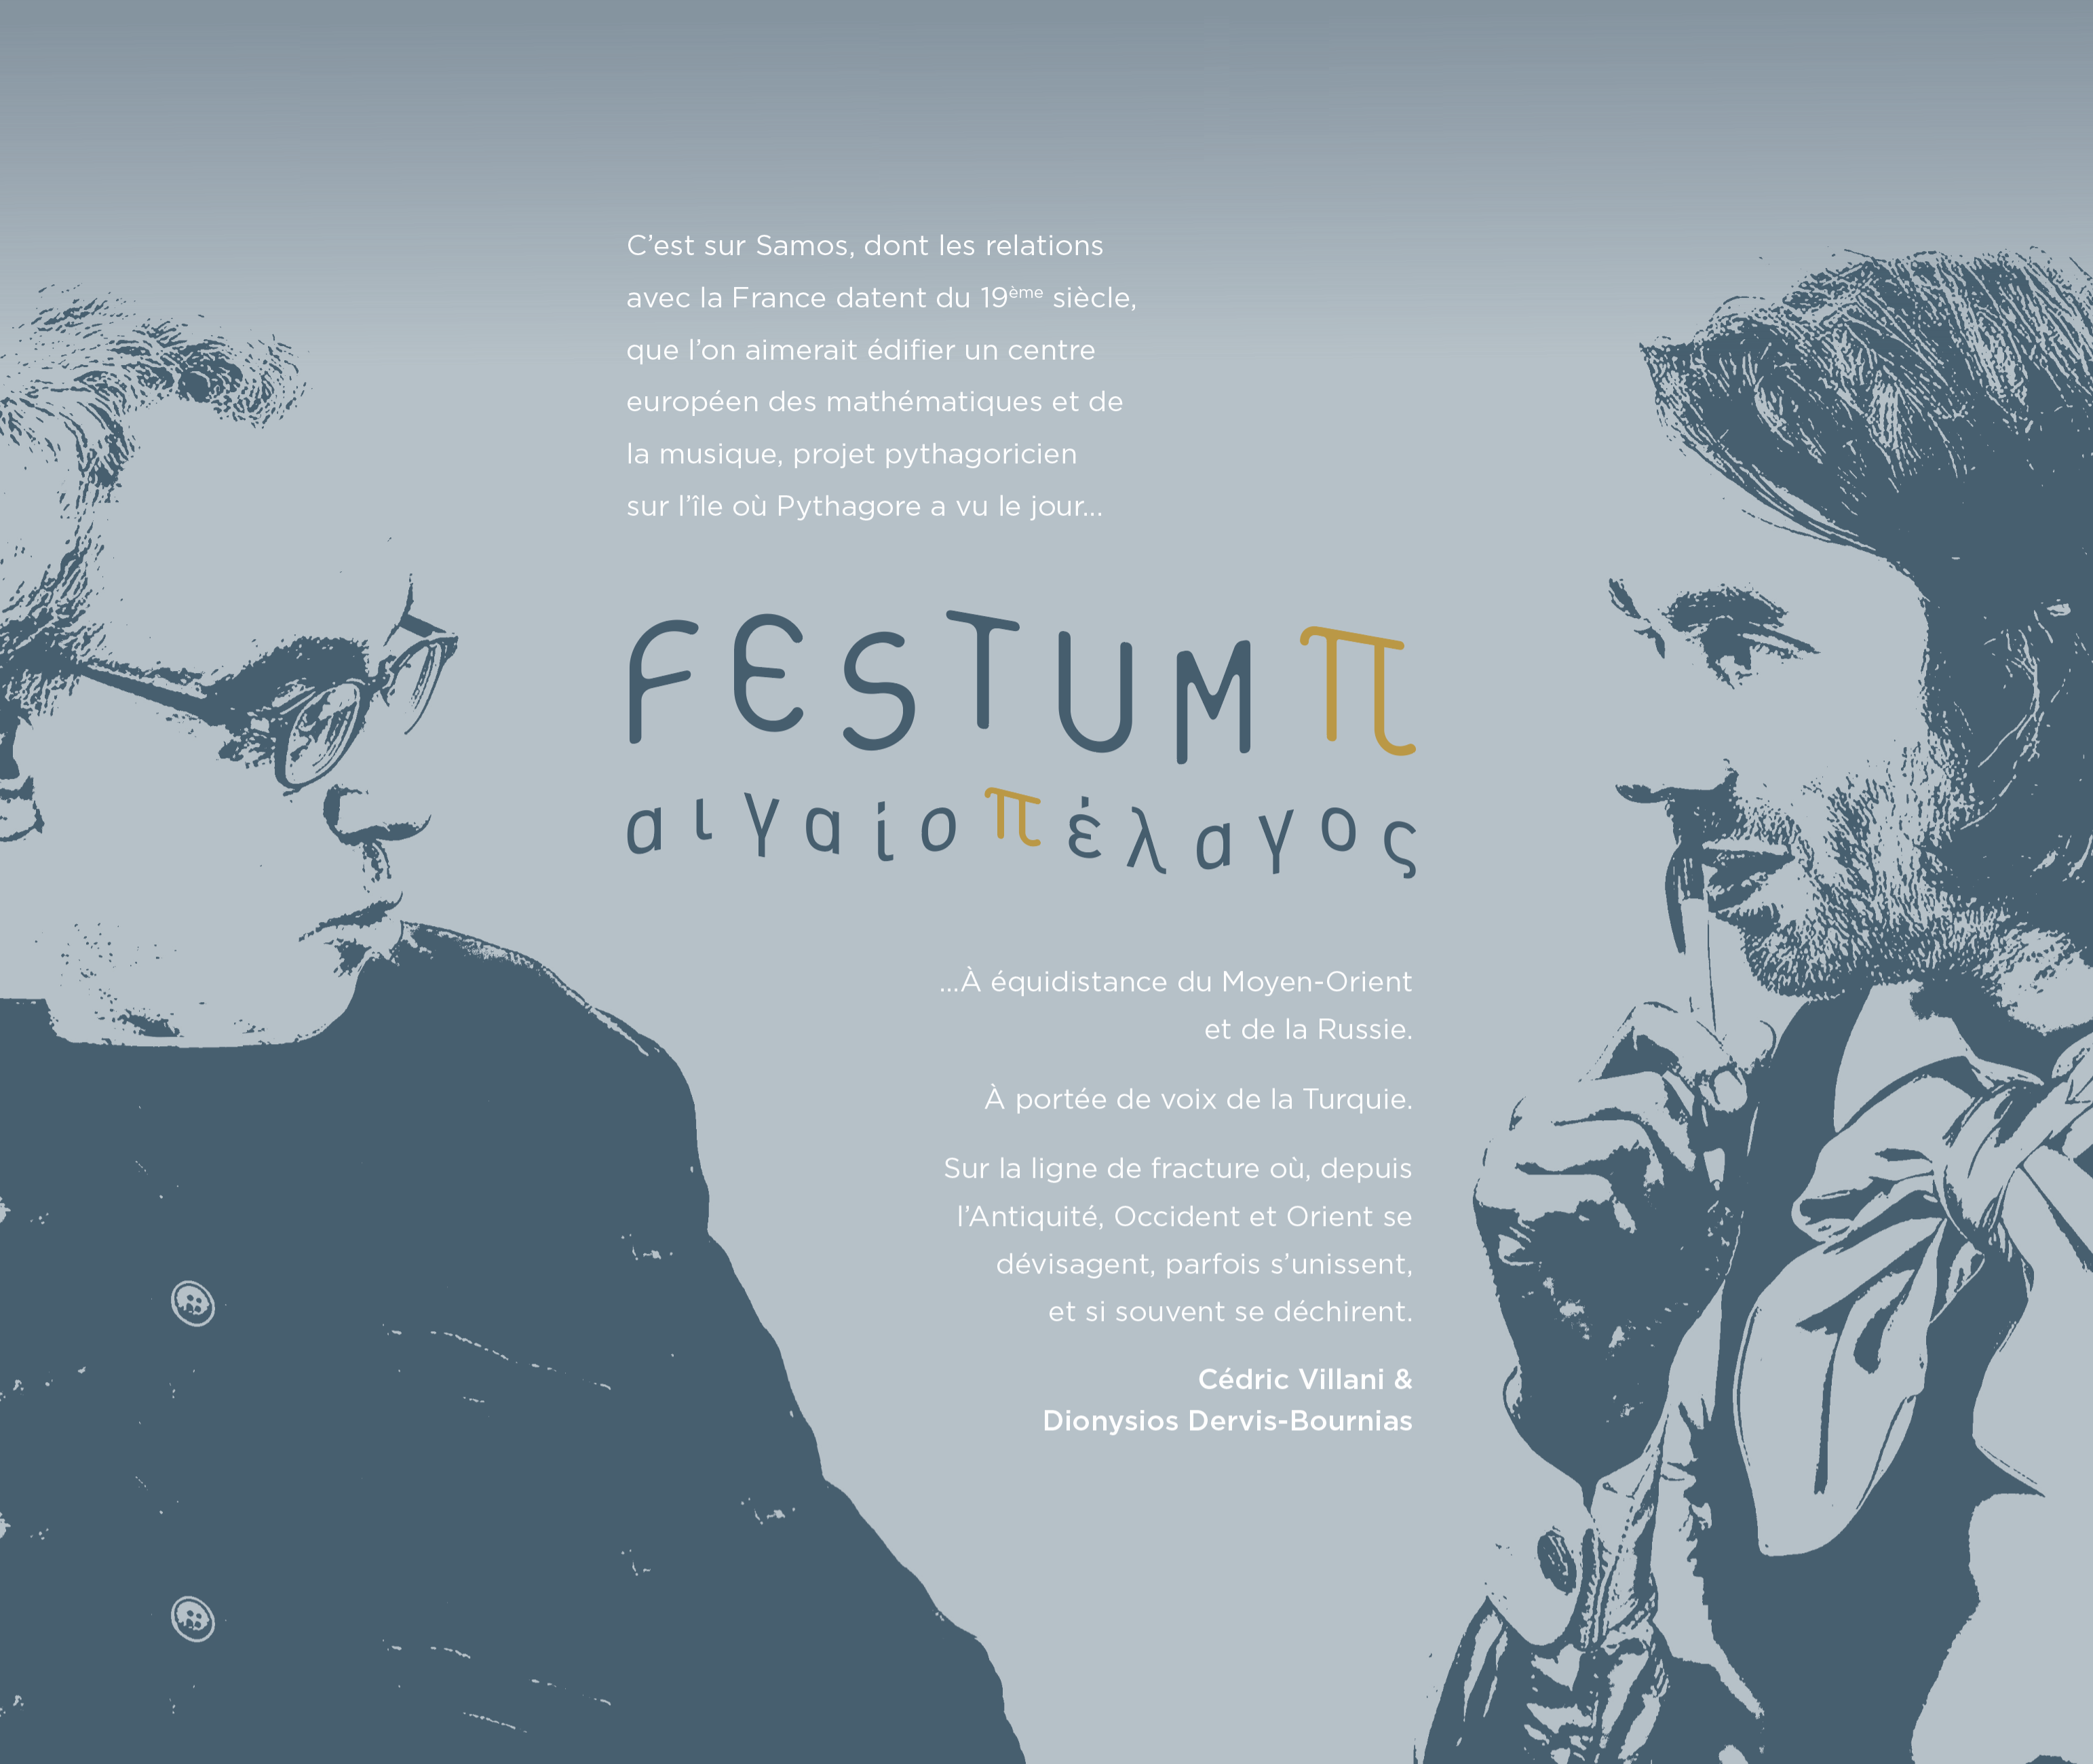 C’est sur Samos, dont les relations
avec la France datent du 19ème siècle,
que l’on aimerait édifier un centre
européen des mathématiques et de
la musique, projet pythagoricien
sur l’île où Pythagore a vu le jour...
FESTUM π
αιγαίο πέλαγος
...À équidistance du Moyen-Orient
et de la Russie.
À portée de voix de la Turquie.
Sur la ligne de fracture où, depuis
l’Antiquité, Occident et Orient se
dévisagent, parfois s’unissent,
et si souvent se déchirent.
Cédric Villani &
Dionysios Dervis-Bournias